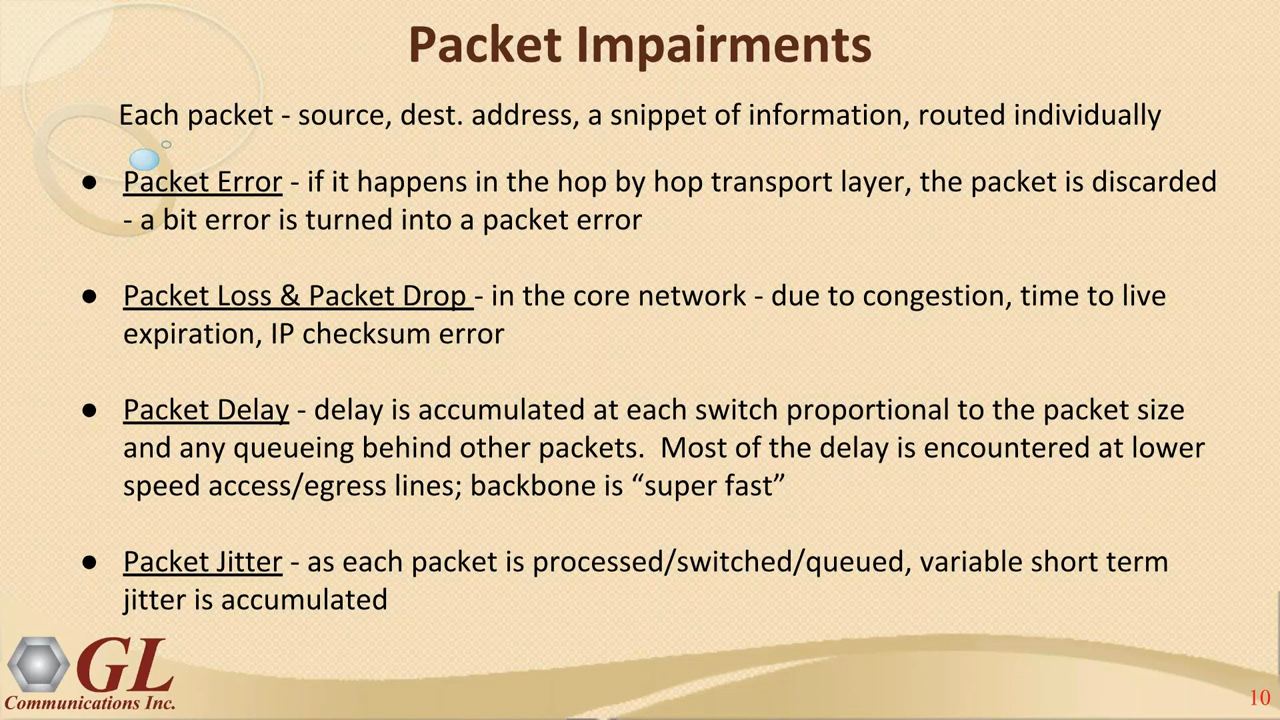 Packet Impairments
Each packet - source, dest. address, a snippet of information, routed individually
● Packet Error - if it happens in the hop by hop transport layer, the packet is discarded
- a bit error is turned into a packet error
● Packet Loss & Packet Drop - in the core network - due to congestion, time to live
expiration, IP checksum error
● Packet Delay - delay is accumulated at each switch proportional to the packet size
and any queueing behind other packets.  Most of the delay is encountered at lower
speed access/egress lines; backbone is “super fast”
● Packet Jitter - as each packet is processed/switched/queued, variable short term
jitter is accumulated
GL
Communications Inc.
10